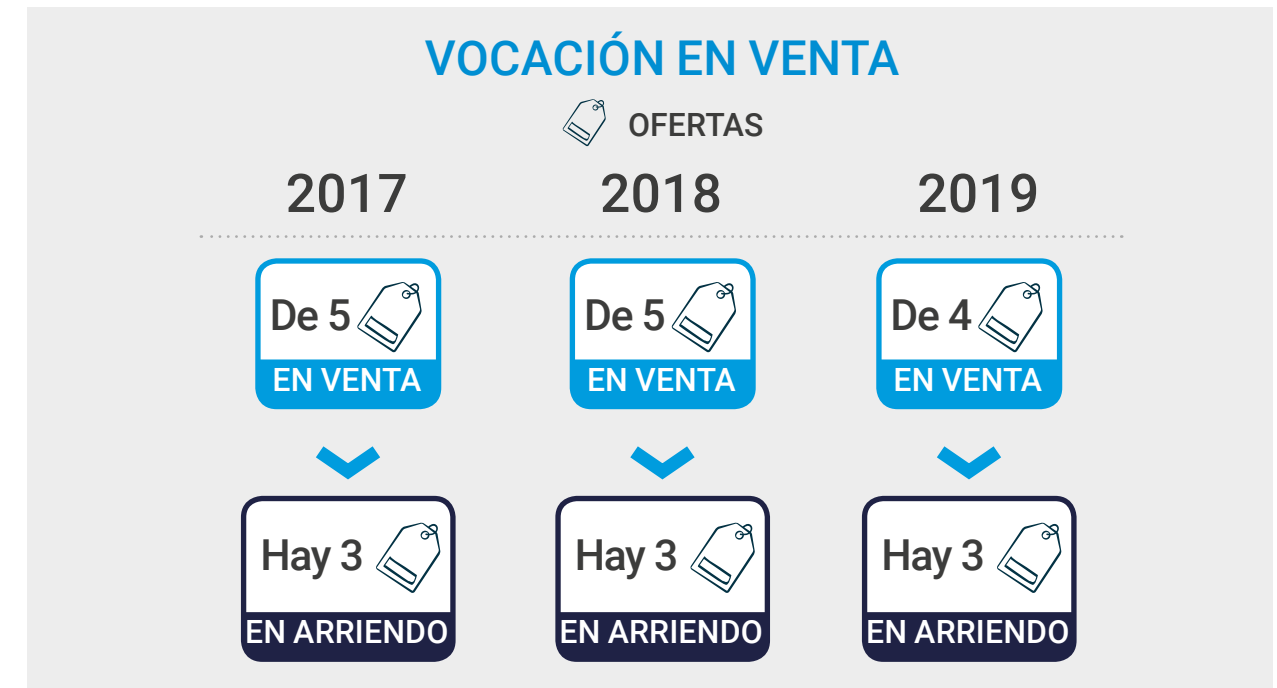 VOCACIÓN EN VENTA
OFERTAS
2017 2018 2019
De 5 De 5 De 4
EN VENTA EN VENTA EN VENTA
Hay 3 Hay 3 Hay 3
EN ARRIENDO EN ARRIENDO EN ARRIENDO